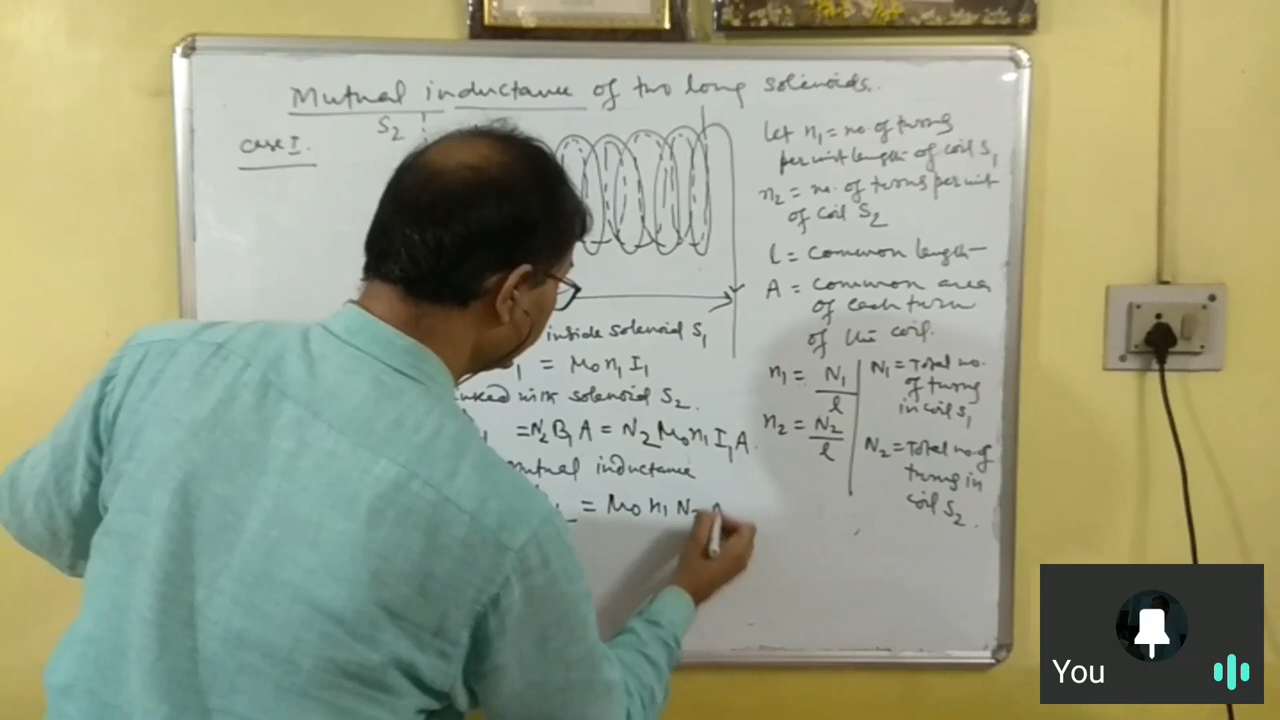 Mutual inductance of two long solenoids.
S2
case I.
inside solenoid S1
1 = μ0 n1 I1
linked with solenoid S2.
= N2 B1 A = N2 μ0 n1 I1 A.
mutual inductance
= μ0 n1 N2 A
Let n1 = no. of turns
per unit length of coil S1
n2 = no. of turns per unit
of coil S2
l = common length
A = common area
of each turn
of the coil.
n1 = N1/l
n2 = N2/l
N1 = Total no.
of turns
in coil S1
N2 = Total no. of
turns in
coil S2.
You